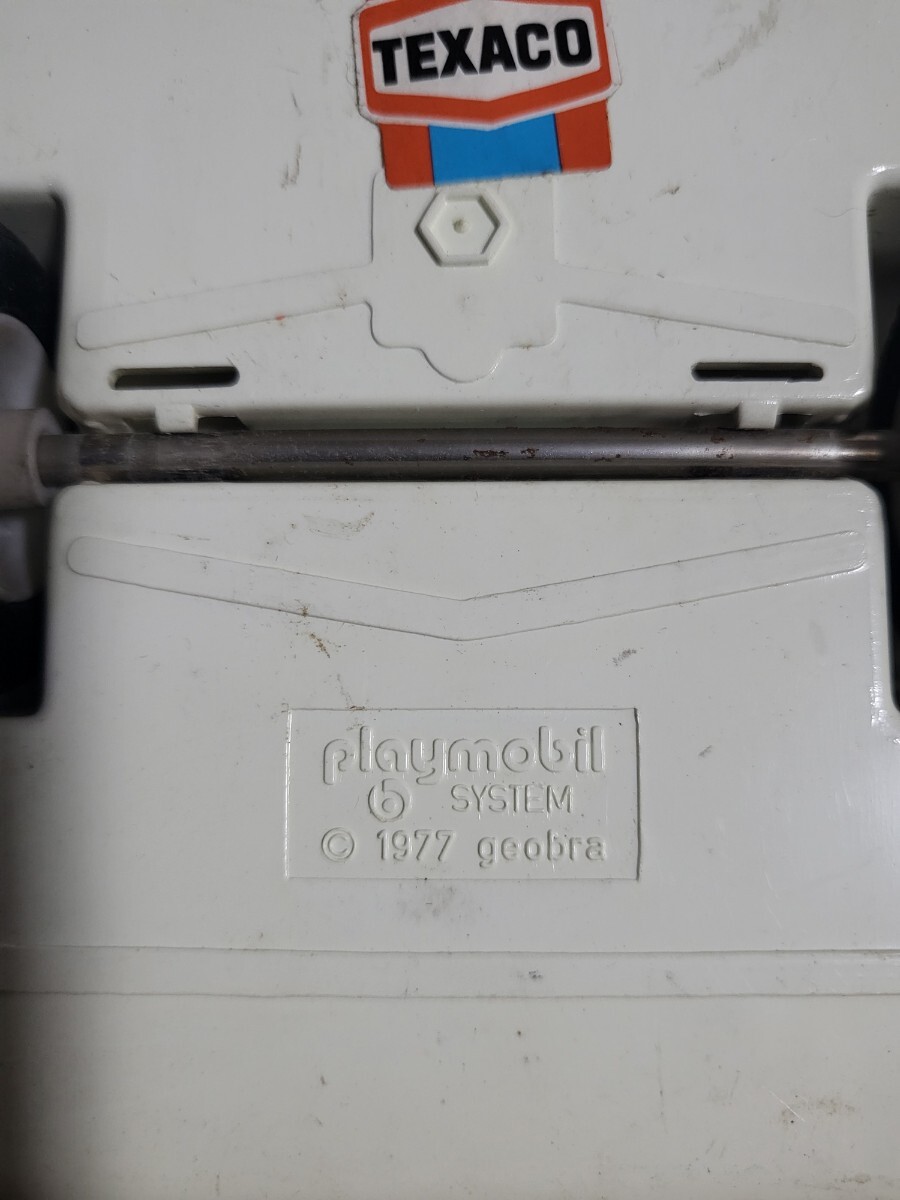 TEXACO
playmobil
SYSTEM
© 1977 geobra